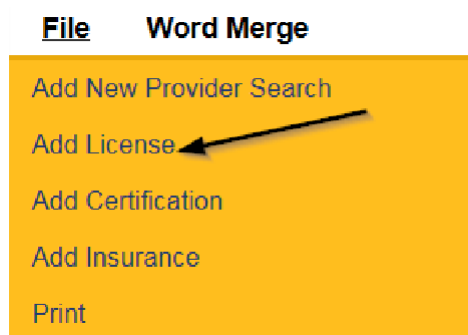 File Word Merge
Add New Provider Search
Add License
Add Certification
Add Insurance
Print